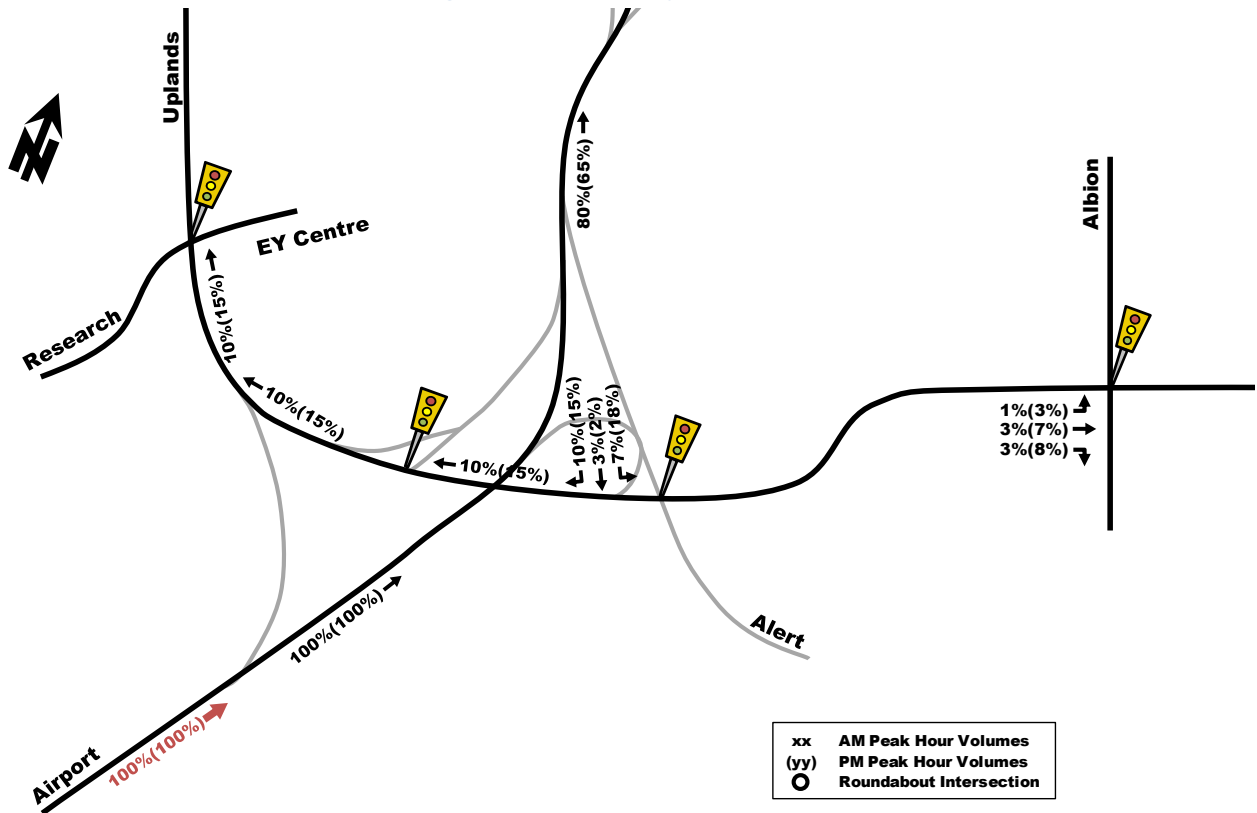 Uplands
EY Centre
Research
Albion
80%(65%)
10%(15%)
10%(15%)
10%(15%)
10%(15%)
3%(2%)
7%(18%)
1%(3%)
3%(7%)
3%(8%)
100%(100%)
Alert
100%(100%)
Airport
xx AM Peak Hour Volumes
(yy) PM Peak Hour Volumes
Roundabout Intersection